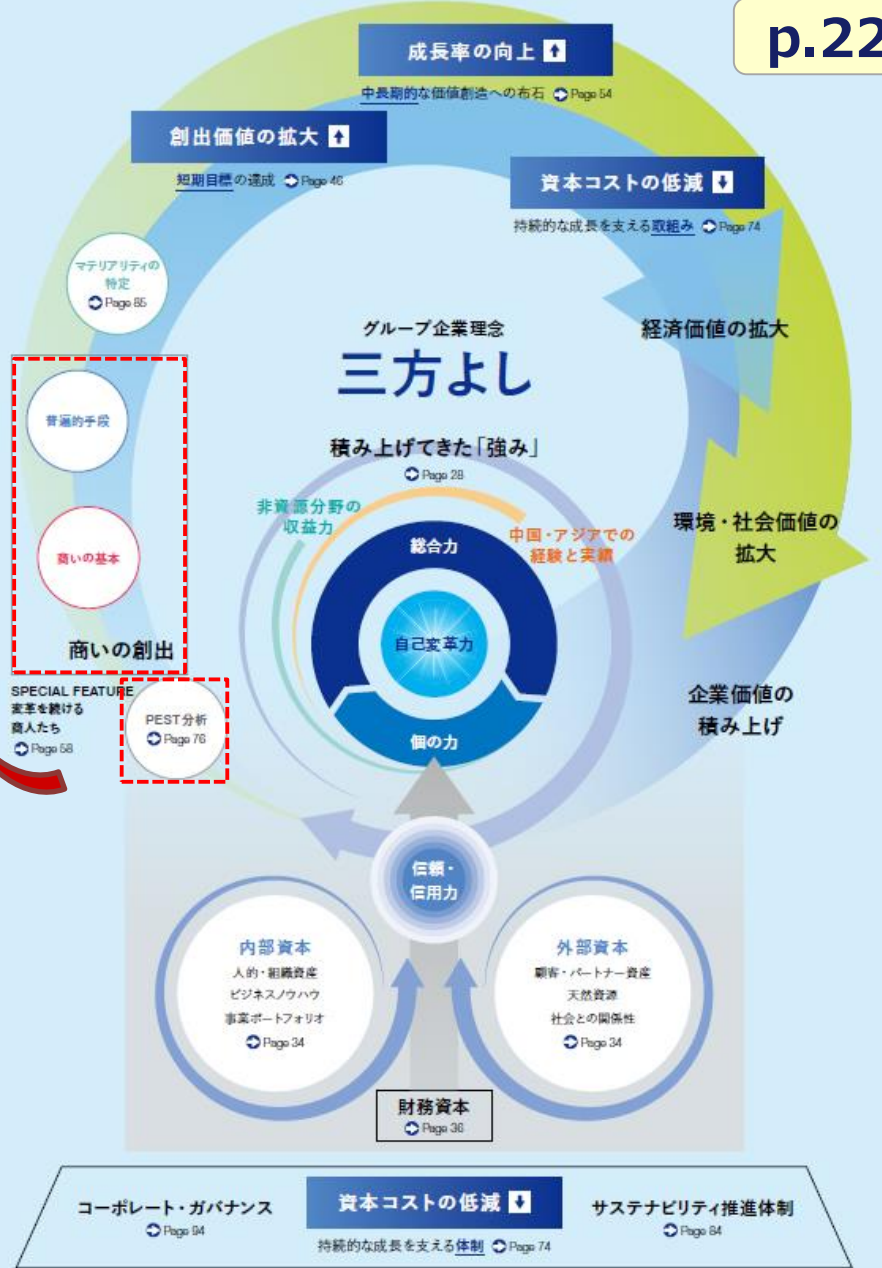 p.22
成長率の向上
中長期的な価値創造への布石 Page 54
創出価値の拡大
短期目標の達成 Page 46
資本コストの低減
持続的な成長を支える取組み Page 74
マテリアリティの
特定
Page 85
経済価値の拡大
グループ企業理念
三方よし
普遍的手段
積み上げてきた「強み」
Page 28
非資源分野の
収益力
中国・アジアでの
経験と実績
環境・社会価値の
拡大
総合力
商いの基本
自己変革力
商いの創出
SPECIAL FEATURE
変革を続ける
商人たち
Page 58
PEST分析
Page 76
企業価値の
積み上げ
個の力
信頼・
信用力
内部資本
人的・組織資産
ビジネスノウハウ
事業ポートフォリオ
Page 34
外部資本
顧客・パートナー資産
天然資源
社会との関係性
Page 34
財務資本
Page 36
コーポレート・ガバナンス
Page 94
資本コストの低減
持続的な成長を支える体制 Page 74
サステナビリティ推進体制
Page 84